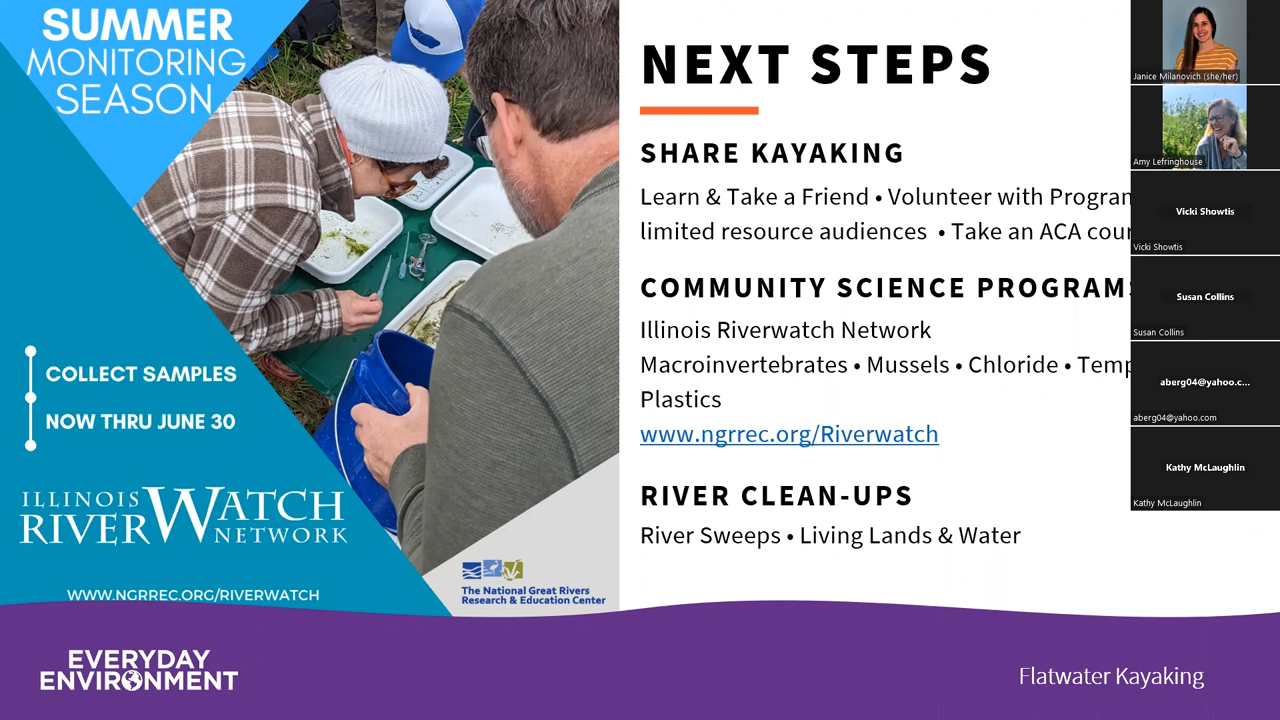 SUMMER
MONITORING
SEASON
COLLECT SAMPLES
NOW THRU JUNE 30
ILLINOIS
RIVERWATCH
NETWORK
WWW.NGRREC.ORG/RIVERWATCH
The National Great Rivers
Research & Education Center
NEXT STEPS
SHARE KAYAKING
Learn & Take a Friend • Volunteer with
limited resource audiences • Take an ACA
COMMUNITY SCIENCE PROGRAMS
Illinois Riverwatch Network
Macroinvertebrates • Mussels • Chloride •
Plastics
www.ngrrec.org/Riverwatch
RIVER CLEAN-UPS
River Sweeps • Living Lands & Water
Janice Milanovich (she/her)
Amy Lefringhouse
Vicki Showtis
Vicki Showtis
Susan Collins
Susan Collins
aberg04@yahoo.c...
aberg04@yahoo.com
Kathy McLaughlin
Kathy McLaughlin
EVERYDAY
ENVIRONMENT
Flatwater Kayaking